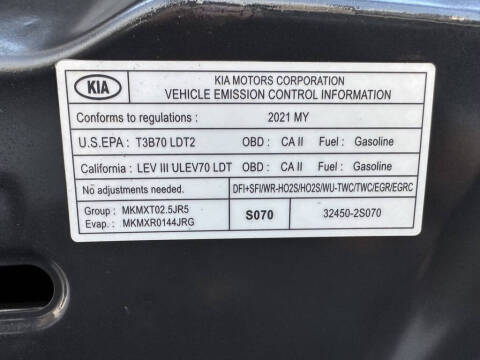 KIA
KIA MOTORS CORPORATION
VEHICLE EMISSION CONTROL INFORMATION
Conforms to regulations : 2021 MY
U.S.EPA : T3B70 LDT2 OBD : CA II Fuel : Gasoline
California : LEV III ULEV70 LDT OBD : CA II Fuel : Gasoline
No adjustments needed. DFI+SFI/WR-HO2S/HO2S/WU-TWC/TWC/EGR/EGRC
Group : MKMXT02.5JR5 S070 32450-2S070
Evap. : MKMXR0144JRG